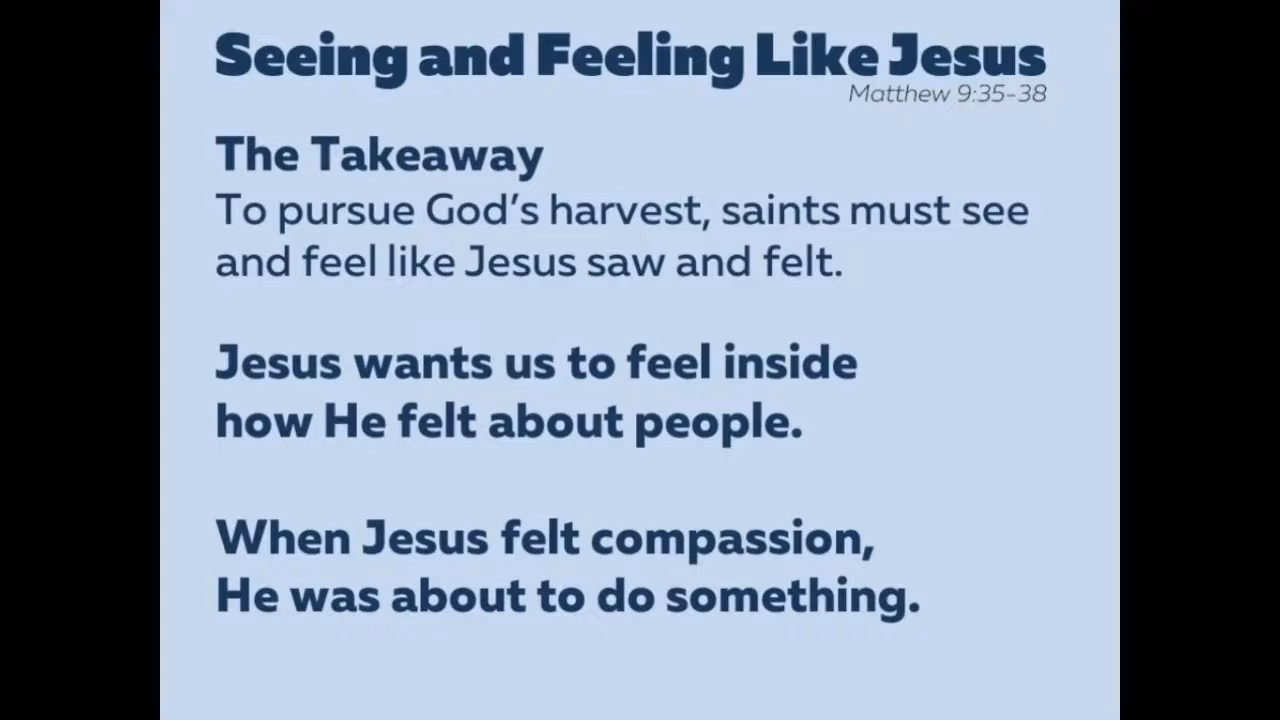 Seeing and Feeling Like Jesus
Matthew 9:35-38
The Takeaway
To pursue God's harvest, saints must see
and feel like Jesus saw and felt.
Jesus wants us to feel inside
how He felt about people.
When Jesus felt compassion,
He was about to do something.